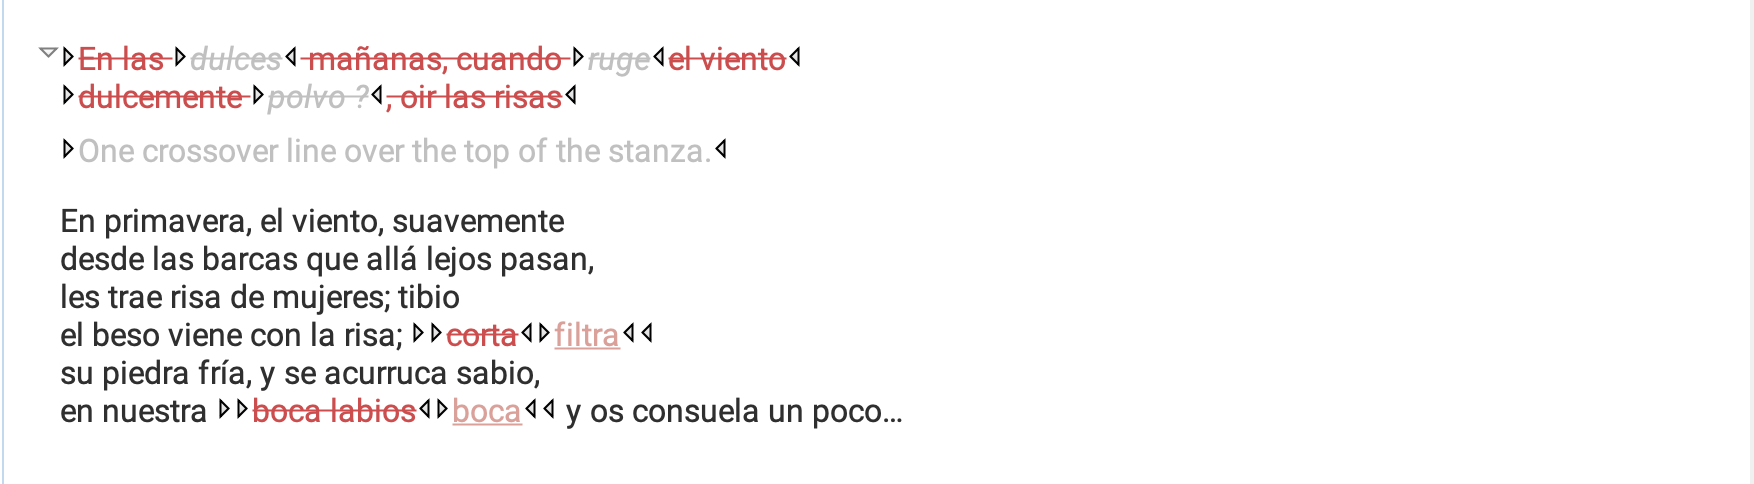 En las dulces mañanas, cuando ruge el viento
dulcemente polvo ?, oir las risas
One crossover line over the top of the stanza.
En primavera, el viento, suavemente
desde las barcas que allá lejos pasan,
les trae risa de mujeres; tibio
el beso viene con la risa; corta filtra
su piedra fría, y se acurruca sabio,
en nuestra boca labios boca y os consuela un poco...